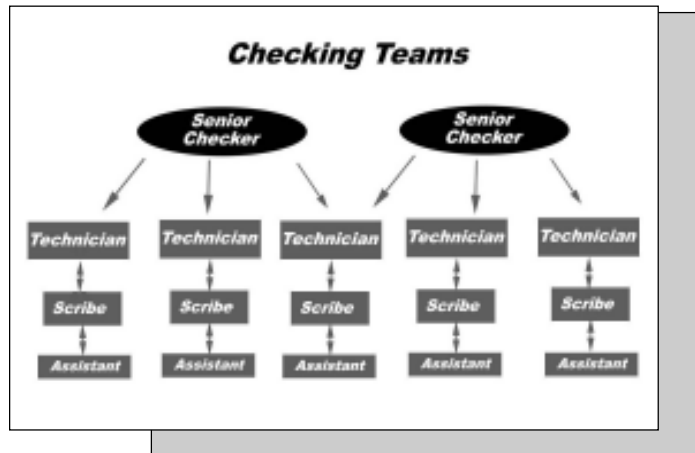 Checking Teams
Senior
Checker
Senior
Checker
Technician
Technician
Technician
Technician
Technician
Scribe
Scribe
Scribe
Scribe
Scribe
Assistant
Assistant
Assistant
Assistant
Assistant